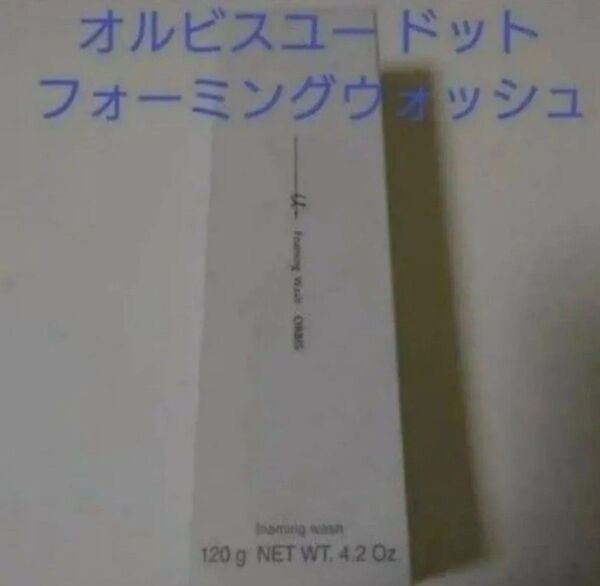 オルビスユー ドット
フォーミングウォッシュ
u. Foaming Wash ORBIS
foaming wash
120 g NET WT. 4.2 Oz.